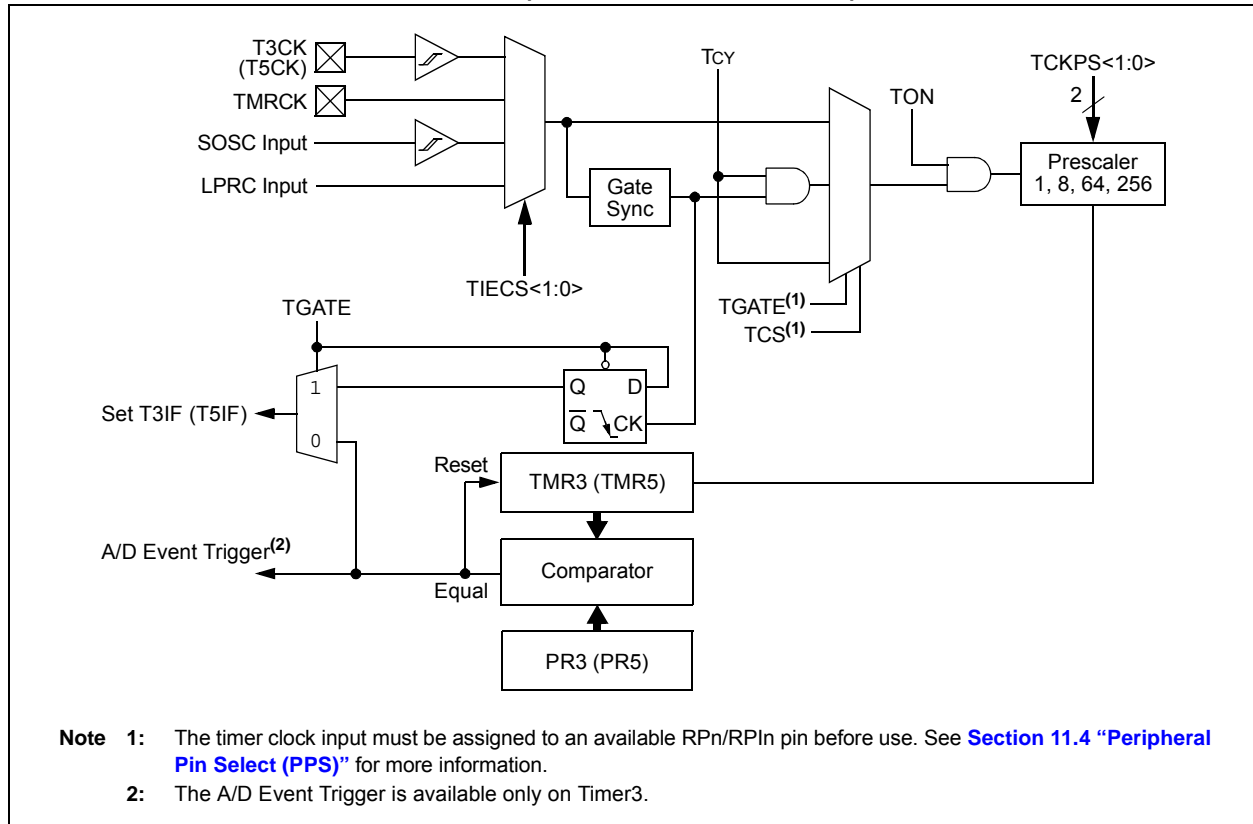 T3CK
(T5CK)
TMRCK
SOSC Input
LPRC Input
TIECS<1:0>
Gate
Sync
TCY
TGATE(1)
TCS(1)
TON
TCKPS<1:0>
2
Prescaler
1, 8, 64, 256
TGATE
1
0
Set T3IF (T5IF)
Q D
Q CK
Reset
TMR3 (TMR5)
A/D Event Trigger(2)
Equal
Comparator
PR3 (PR5)
Note 1: The timer clock input must be assigned to an available RPn/RPIn pin before use. See Section 11.4 “Peripheral
Pin Select (PPS)” for more information.
2: The A/D Event Trigger is available only on Timer3.